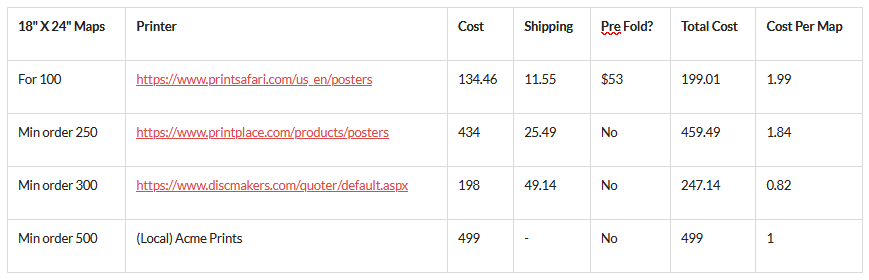 18" X 24" Maps Printer Cost Shipping Pre Fold? Total Cost Cost Per Map
For 100 https://www.printsafari.com/us_en/posters 134.46 11.55 $53 199.01 1.99
Min order 250 https://www.printplace.com/products/posters 434 25.49 No 459.49 1.84
Min order 300 https://www.discmakers.com/quoter/default.aspx 198 49.14 No 247.14 0.82
Min order 500 (Local) Acme Prints 499 - No 499 1